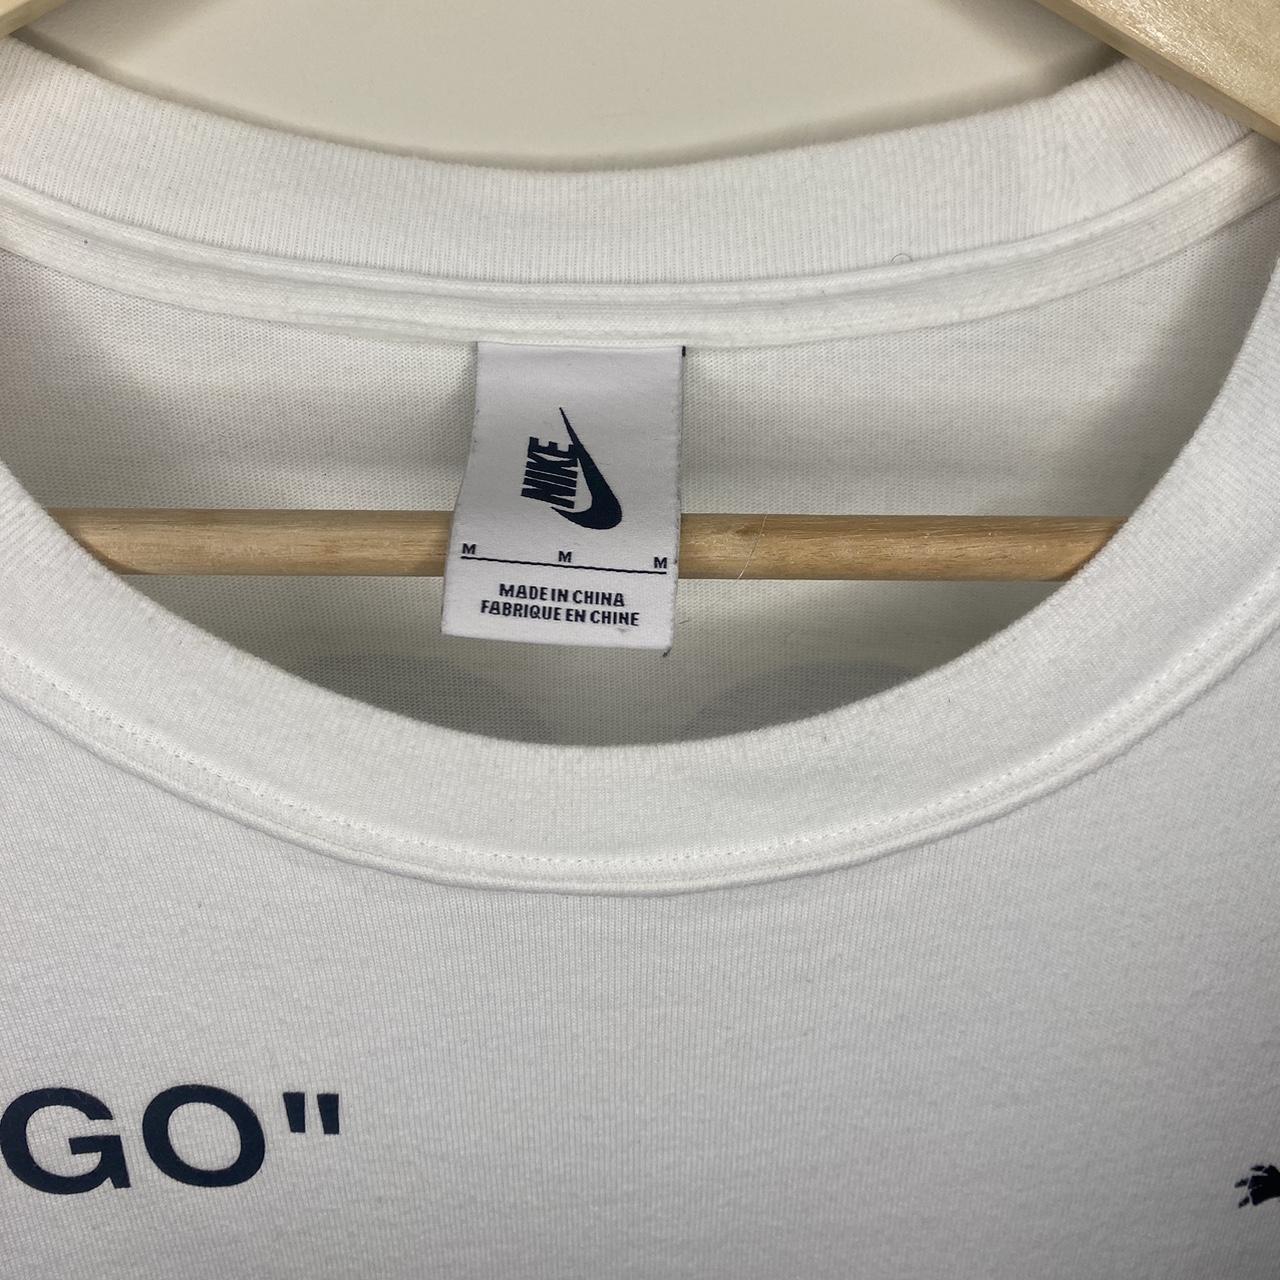 NIKE
M M M
MADE IN CHINA
FABRIQUE EN CHINE
GO"